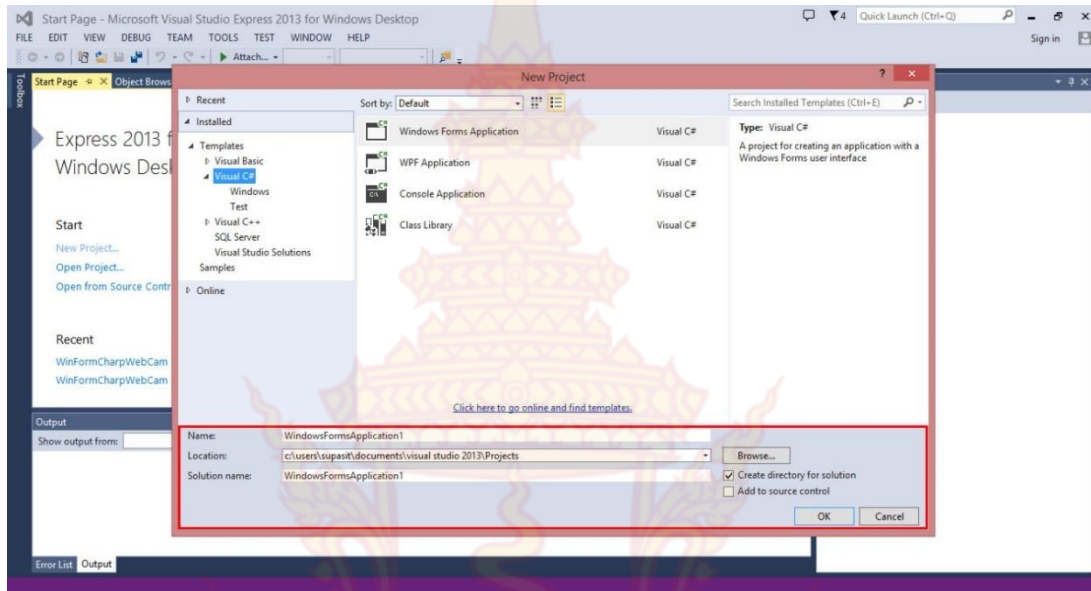 Start Page - Microsoft Visual Studio Express 2013 for Windows Desktop
4
Quick Launch (Ctrl+Q)
FILE EDIT VIEW DEBUG TEAM TOOLS TEST WINDOW HELP
Sign in
Attach...
Toolbox
Start Page
Object Brows
Express 2013 f
Windows Desk
Start
New Project...
Open Project...
Open from Source Contr
Recent
WinFormCharpWebCam
WinFormCharpWebCam
Output
Show output from:
Error List Output
New Project
?
Recent
Installed
Templates
Visual Basic
Visual C#
Windows
Test
Visual C++
SQL Server
Visual Studio Solutions
Samples
Online
Sort by: Default
Search Installed Templates (Ctrl+E)
Windows Forms Application Visual C#
WPF Application Visual C#
Console Application Visual C#
Class Library Visual C#
Type: Visual C#
A project for creating an application with a
Windows Forms user interface
Click here to go online and find templates.
Name: WindowsFormsApplication1
Location: c:\users\supasit\documents\visual studio 2013\Projects
Browse...
Solution name: WindowsFormsApplication1
Create directory for solution
Add to source control
OK Cancel